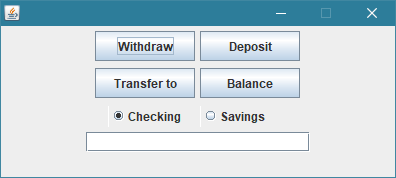 Withdraw Deposit
Transfer to Balance
Checking Savings